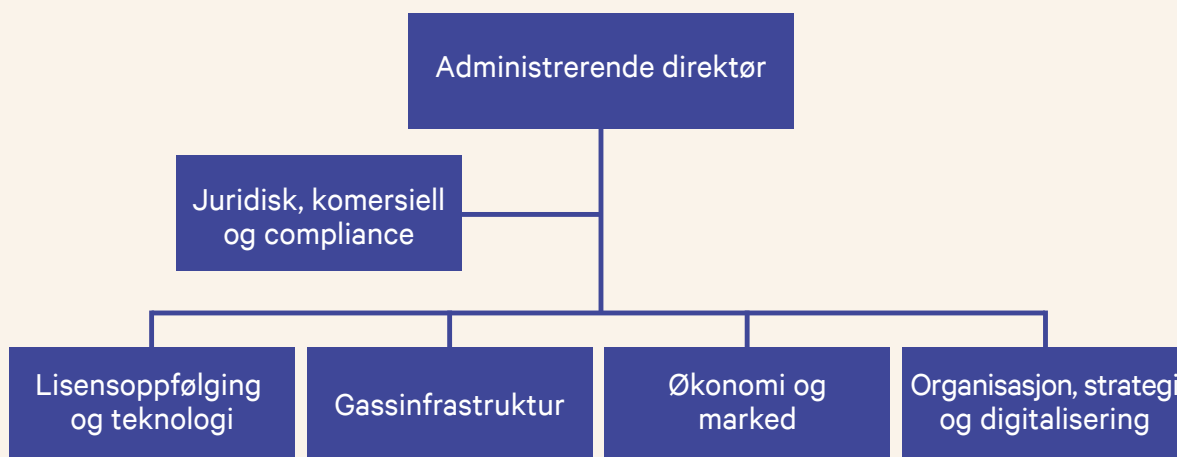 Administrerende direktør
Juridisk, komersiell
og compliance
Lisensoppfølging
og teknologi
Gassinfrastruktur
Økonomi og
marked
Organisasjon, strategi
og digitalisering